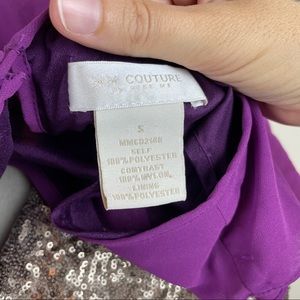 COUTURE
S
SELF
100% POLYESTER
CONTRAST
100% NYLON
LINING
100% POLYESTER